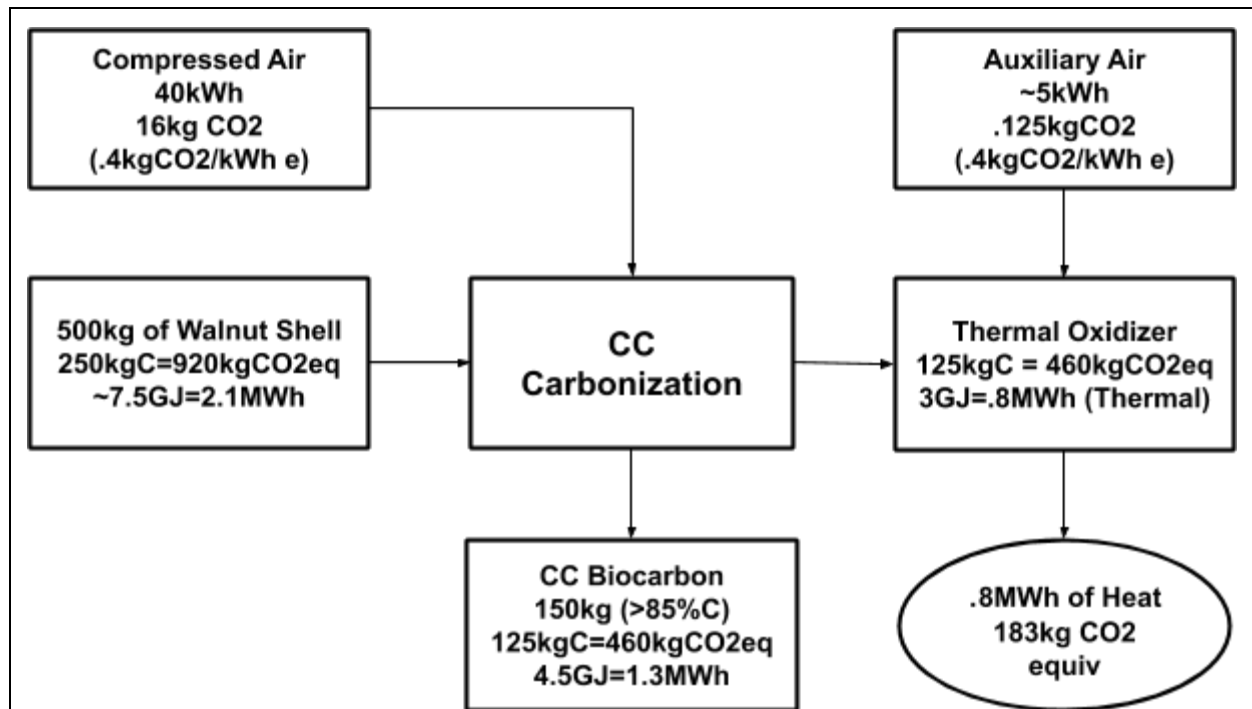 Compressed Air
40kWh
16kg CO2
(.4kgCO2/kWh e)
Auxiliary Air
~5kWh
.125kgCO2
(.4kgCO2/kWh e)
500kg of Walnut Shell
250kgC=920kgCO2eq
~7.5GJ=2.1MWh
CC
Carbonization
Thermal Oxidizer
125kgC = 460kgCO2eq
3GJ=.8MWh (Thermal)
CC Biocarbon
150kg (>85%C)
125kgC=460kgCO2eq
4.5GJ=1.3MWh
.8MWh of Heat
183kg CO2
equiv